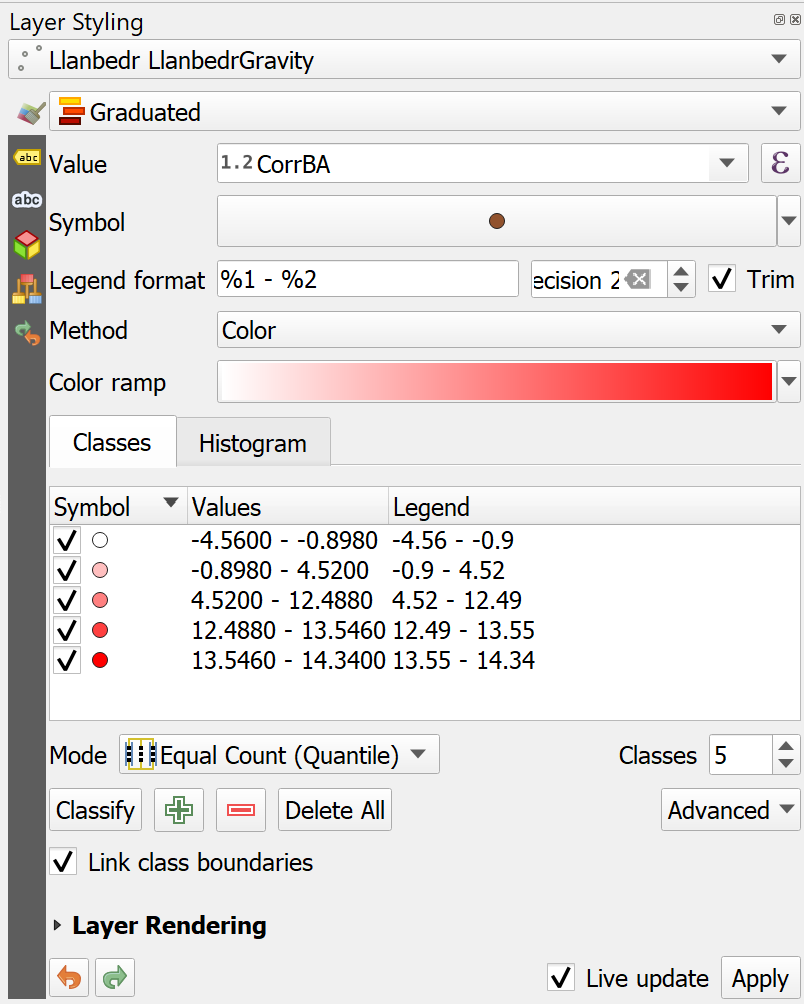 Layer Styling
Llanbedr LlanbedrGravity
Graduated
abc
Value 1.2 CorrBA ε
abc
Symbol
Legend format %1 - %2 ecision 2 Trim
Method Color
Color ramp
Classes Histogram
Symbol Values Legend
-4.5600 - -0.8980 -4.56 - -0.9
-0.8980 - 4.5200 -0.9 - 4.52
4.5200 - 12.4880 4.52 - 12.49
12.4880 - 13.5460 12.49 - 13.55
13.5460 - 14.3400 13.55 - 14.34
Mode Equal Count (Quantile) Classes 5
Classify Delete All Advanced
Link class boundaries
Layer Rendering
Live update Apply